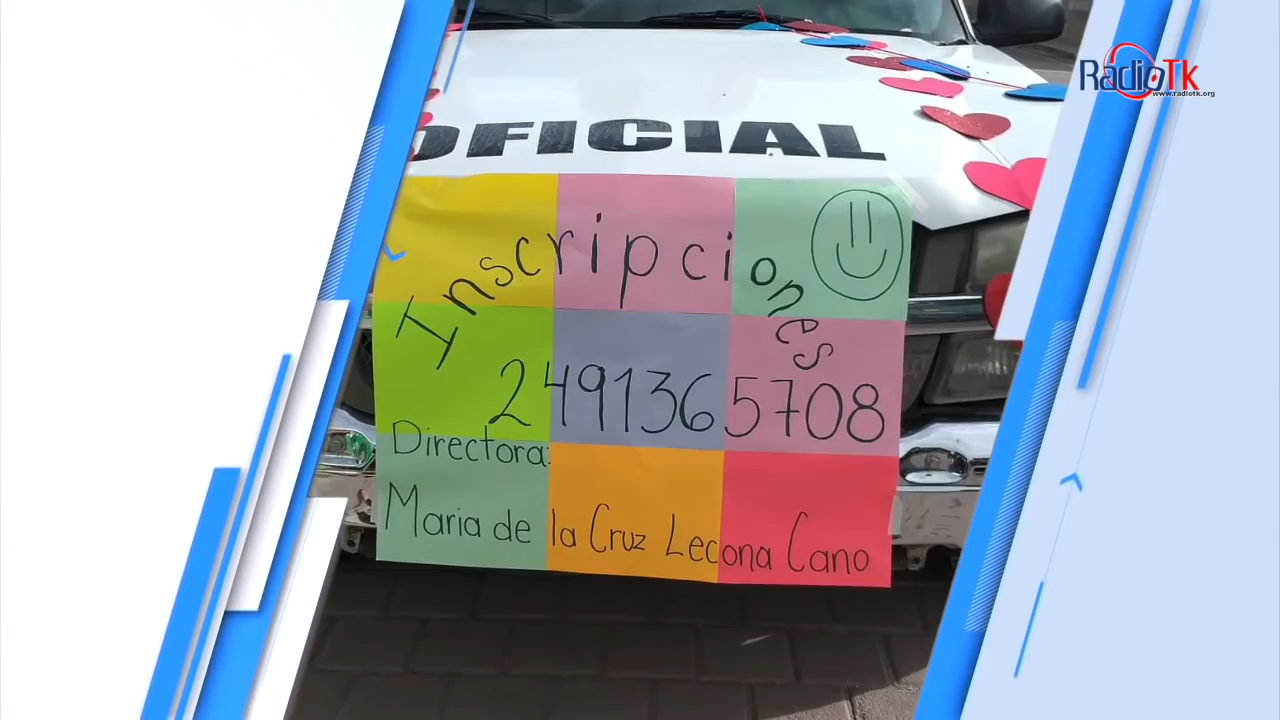 RadioTk
www.radiotk.org
OFICIAL
Inscripciones
2491365708
Directora:
Maria de la Cruz Lecona Cano